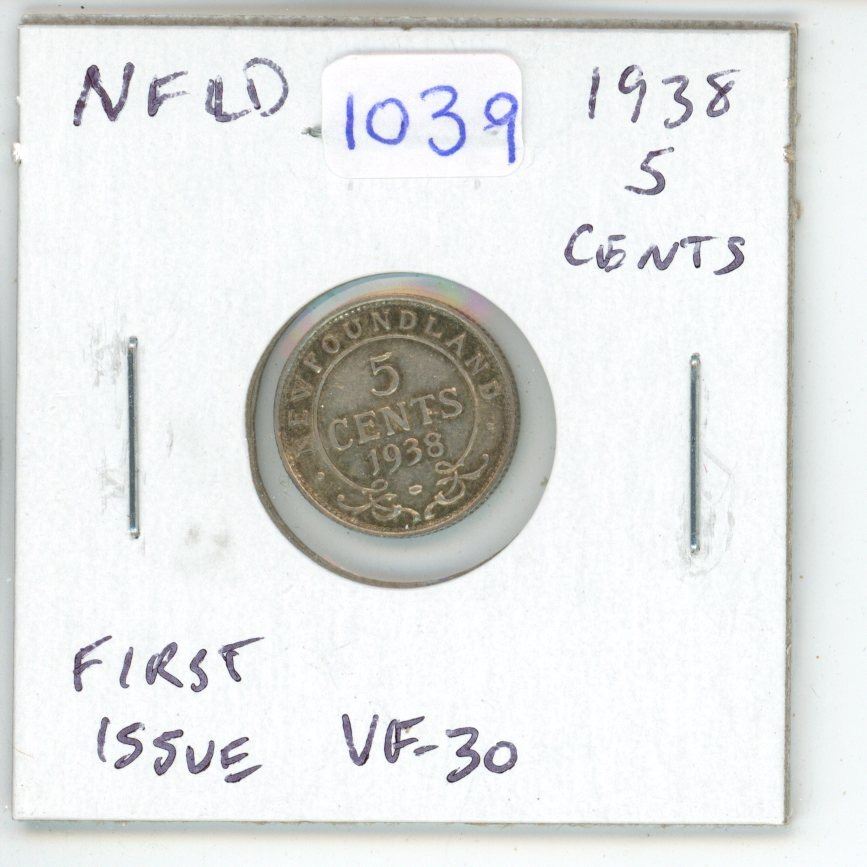 NFLD
1039
1938
5
CENTS
NEWFOUNDLAND
5
CENTS
1938
FIRST
ISSUE VF-30